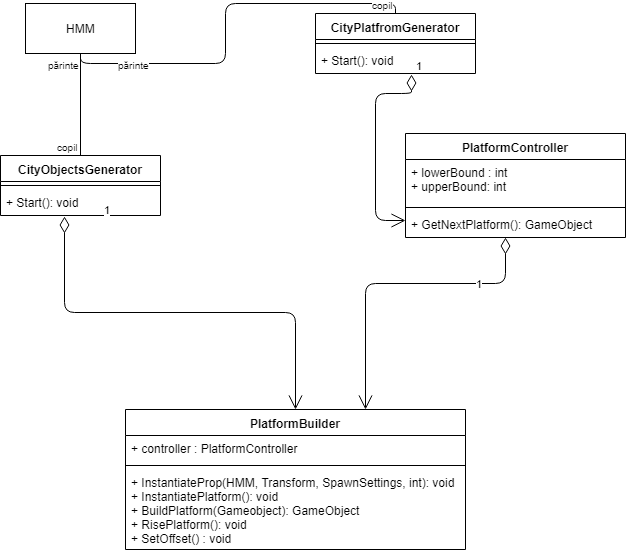 HMM
copil
CityPlatfromGenerator
+ Start(): void
1
părinte
părinte
copil
CityObjectsGenerator
+ Start(): void
1
PlatformController
+ lowerBound : int
+ upperBound: int
+ GetNextPlatform(): GameObject
1
PlatformBuilder
+ controller : PlatformController
+ InstantiateProp(HMM, Transform, SpawnSettings, int): void
+ InstantiatePlatform(): void
+ BuildPlatform(Gameobject): GameObject
+ RisePlatform(): void
+ SetOffset() : void